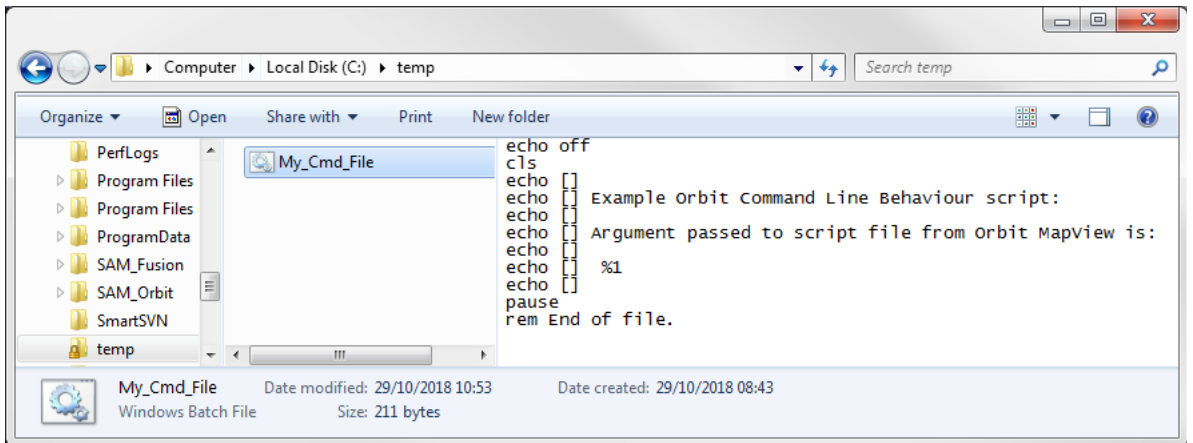 Computer Local Disk (C:) temp
Search temp
Organize Open Share with Print New folder
PerfLogs
Program Files
Program Files
ProgramData
SAM_Fusion
SAM_Orbit
SmartSVN
temp
My_Cmd_File
echo off
cls
echo []
echo [] Example Orbit Command Line Behaviour script:
echo []
echo [] Argument passed to script file from Orbit MapView is:
echo []
echo []  %1
echo []
pause
rem End of file.
My_Cmd_File Date modified: 29/10/2018 10:53 Date created: 29/10/2018 08:43
Windows Batch File Size: 211 bytes